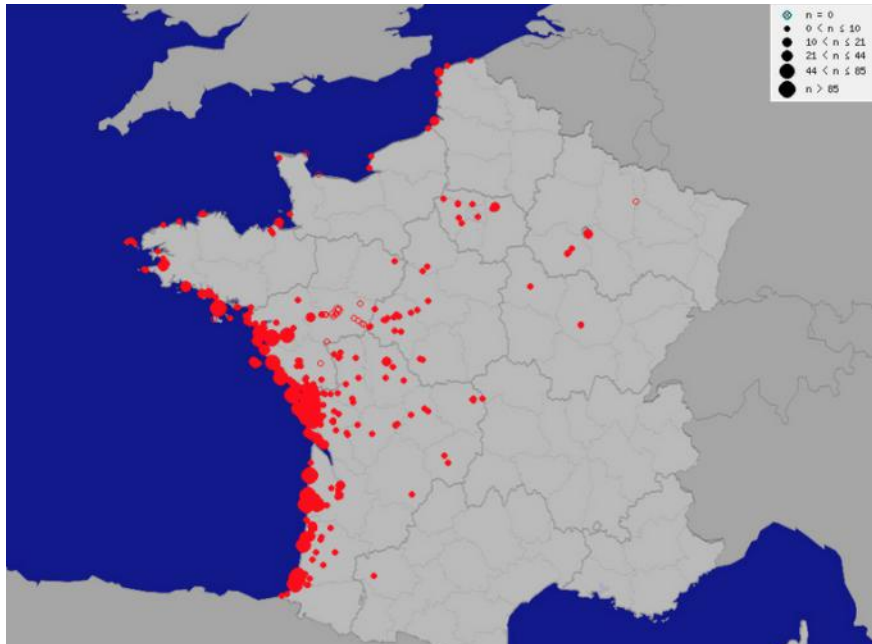 n = 0
0 < n ≤ 10
10 < n ≤ 21
21 < n ≤ 44
44 < n ≤ 85
n > 85